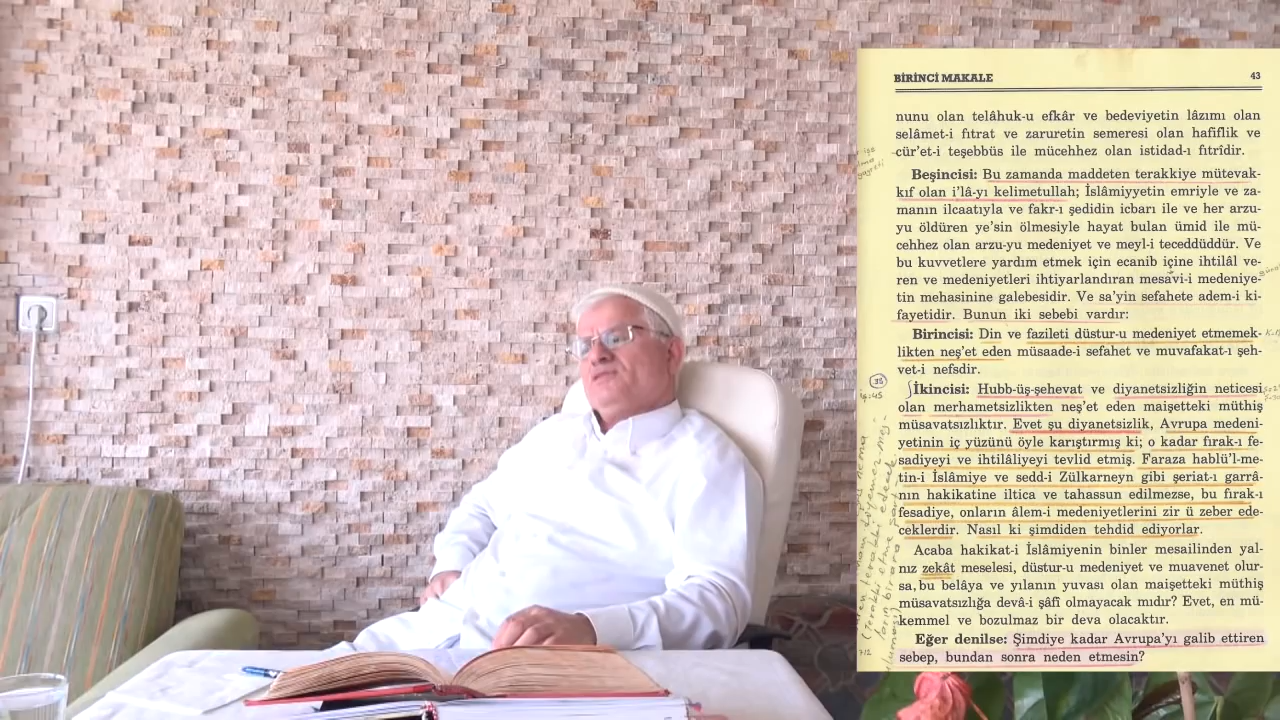 BİRİNCİ MAKALE 43
nunu olan telâhuk-u efkâr ve bedeviyetin lâzımı olan
selâmet-i fıtrat ve zaruretin semeresi olan hafiflik ve
cür'et-i teşebbüs ile mücehhez olan istidad-ı fıtrîdir.
Beşincisi: Bu zamanda maddeten terakkiye mütevak-
kıf olan i'lâ-yı kelimetullah; İslâmiyyetin emriyle ve za-
manın ilcaatıyla ve fakr-ı şedidin icbarı ile ve her arzu-
yu öldüren ye'sin ölmesiyle hayat bulan ümid ile mü-
cehhez olan arzu-yu medeniyet ve meyl-i teceddüddür. Ve
bu kuvvetlere yardım etmek için ecanib içine ihtilâl ve-
ren ve medeniyetleri ihtiyarlandıran mesâvi-i medeniye-
tin mehasinine galebesidir. Ve sa'yin sefahete adem-i ki-
fayetidir. Bunun iki sebebi vardır:
Birincisi: Din ve fazileti düstur-u medeniyet etmemek-
likten neş'et eden müsaade-i sefahet ve muvafakat-ı şeh-
vet-i nefsdir.
İkincisi: Hubb-üş-şehevat ve diyanetsizliğin neticesi
olan merhametsizlikten neş'et eden maişetteki müthiş
müsavatsızlıktır. Evet şu diyanetsizlik, Avrupa medeni-
yetinin iç yüzünü öyle karıştırmış ki; o kadar fırak-ı fe-
sadiyeyi ve ihtilâliyeyi tevlid etmiş. Faraza hablü'l-me-
tin-i İslâmiye ve sedd-i Zülkarneyn gibi şeriat-ı garrâ-
nın hakikatine iltica ve tahassun edilmezse, bu fırak-ı
fesadiye, onların âlem-i medeniyetlerini zir ü zeber ede-
ceklerdir. Nasıl ki şimdiden tehdid ediyorlar.
Acaba hakikat-i İslâmiyenin binler mesailinden yal-
nız zekât meselesi, düstur-u medeniyet ve muavenet olur-
sa, bu belâya ve yılanın yuvası olan maişetteki müthiş
müsavatsızlığa devâ-i şâfî olmayacak mıdır? Evet, en mü-
kemmel ve bozulmaz bir deva olacaktır.
Eğer denilse: Şimdiye kadar Avrupa'yı galib ettiren
sebep, bundan sonra neden etmesin?